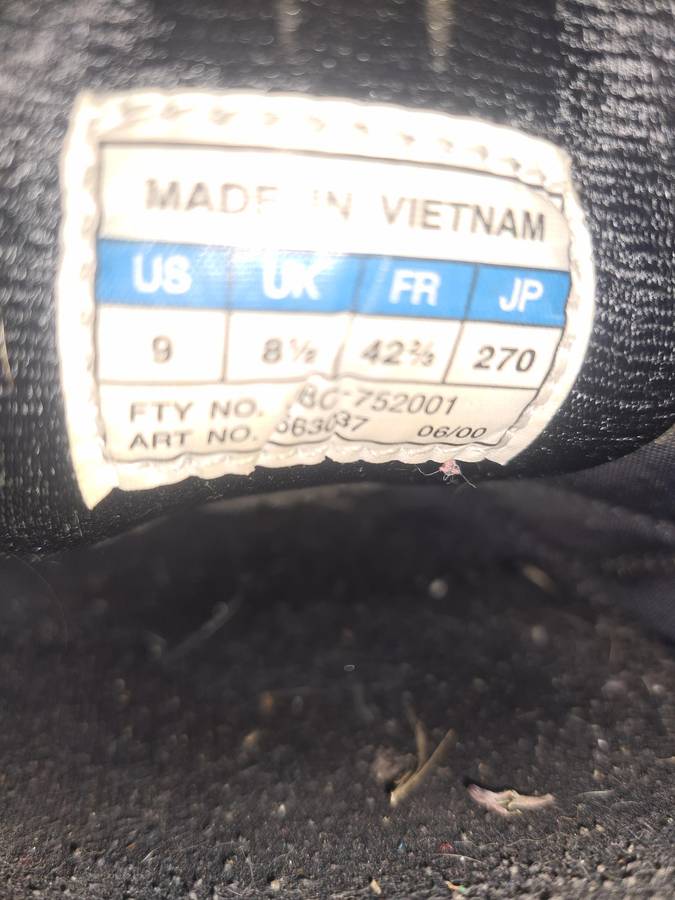 MADE IN VIETNAM
US UK FR JP
9 8½ 42⅔ 270
FTY NO. 752001
ART NO. 06/00